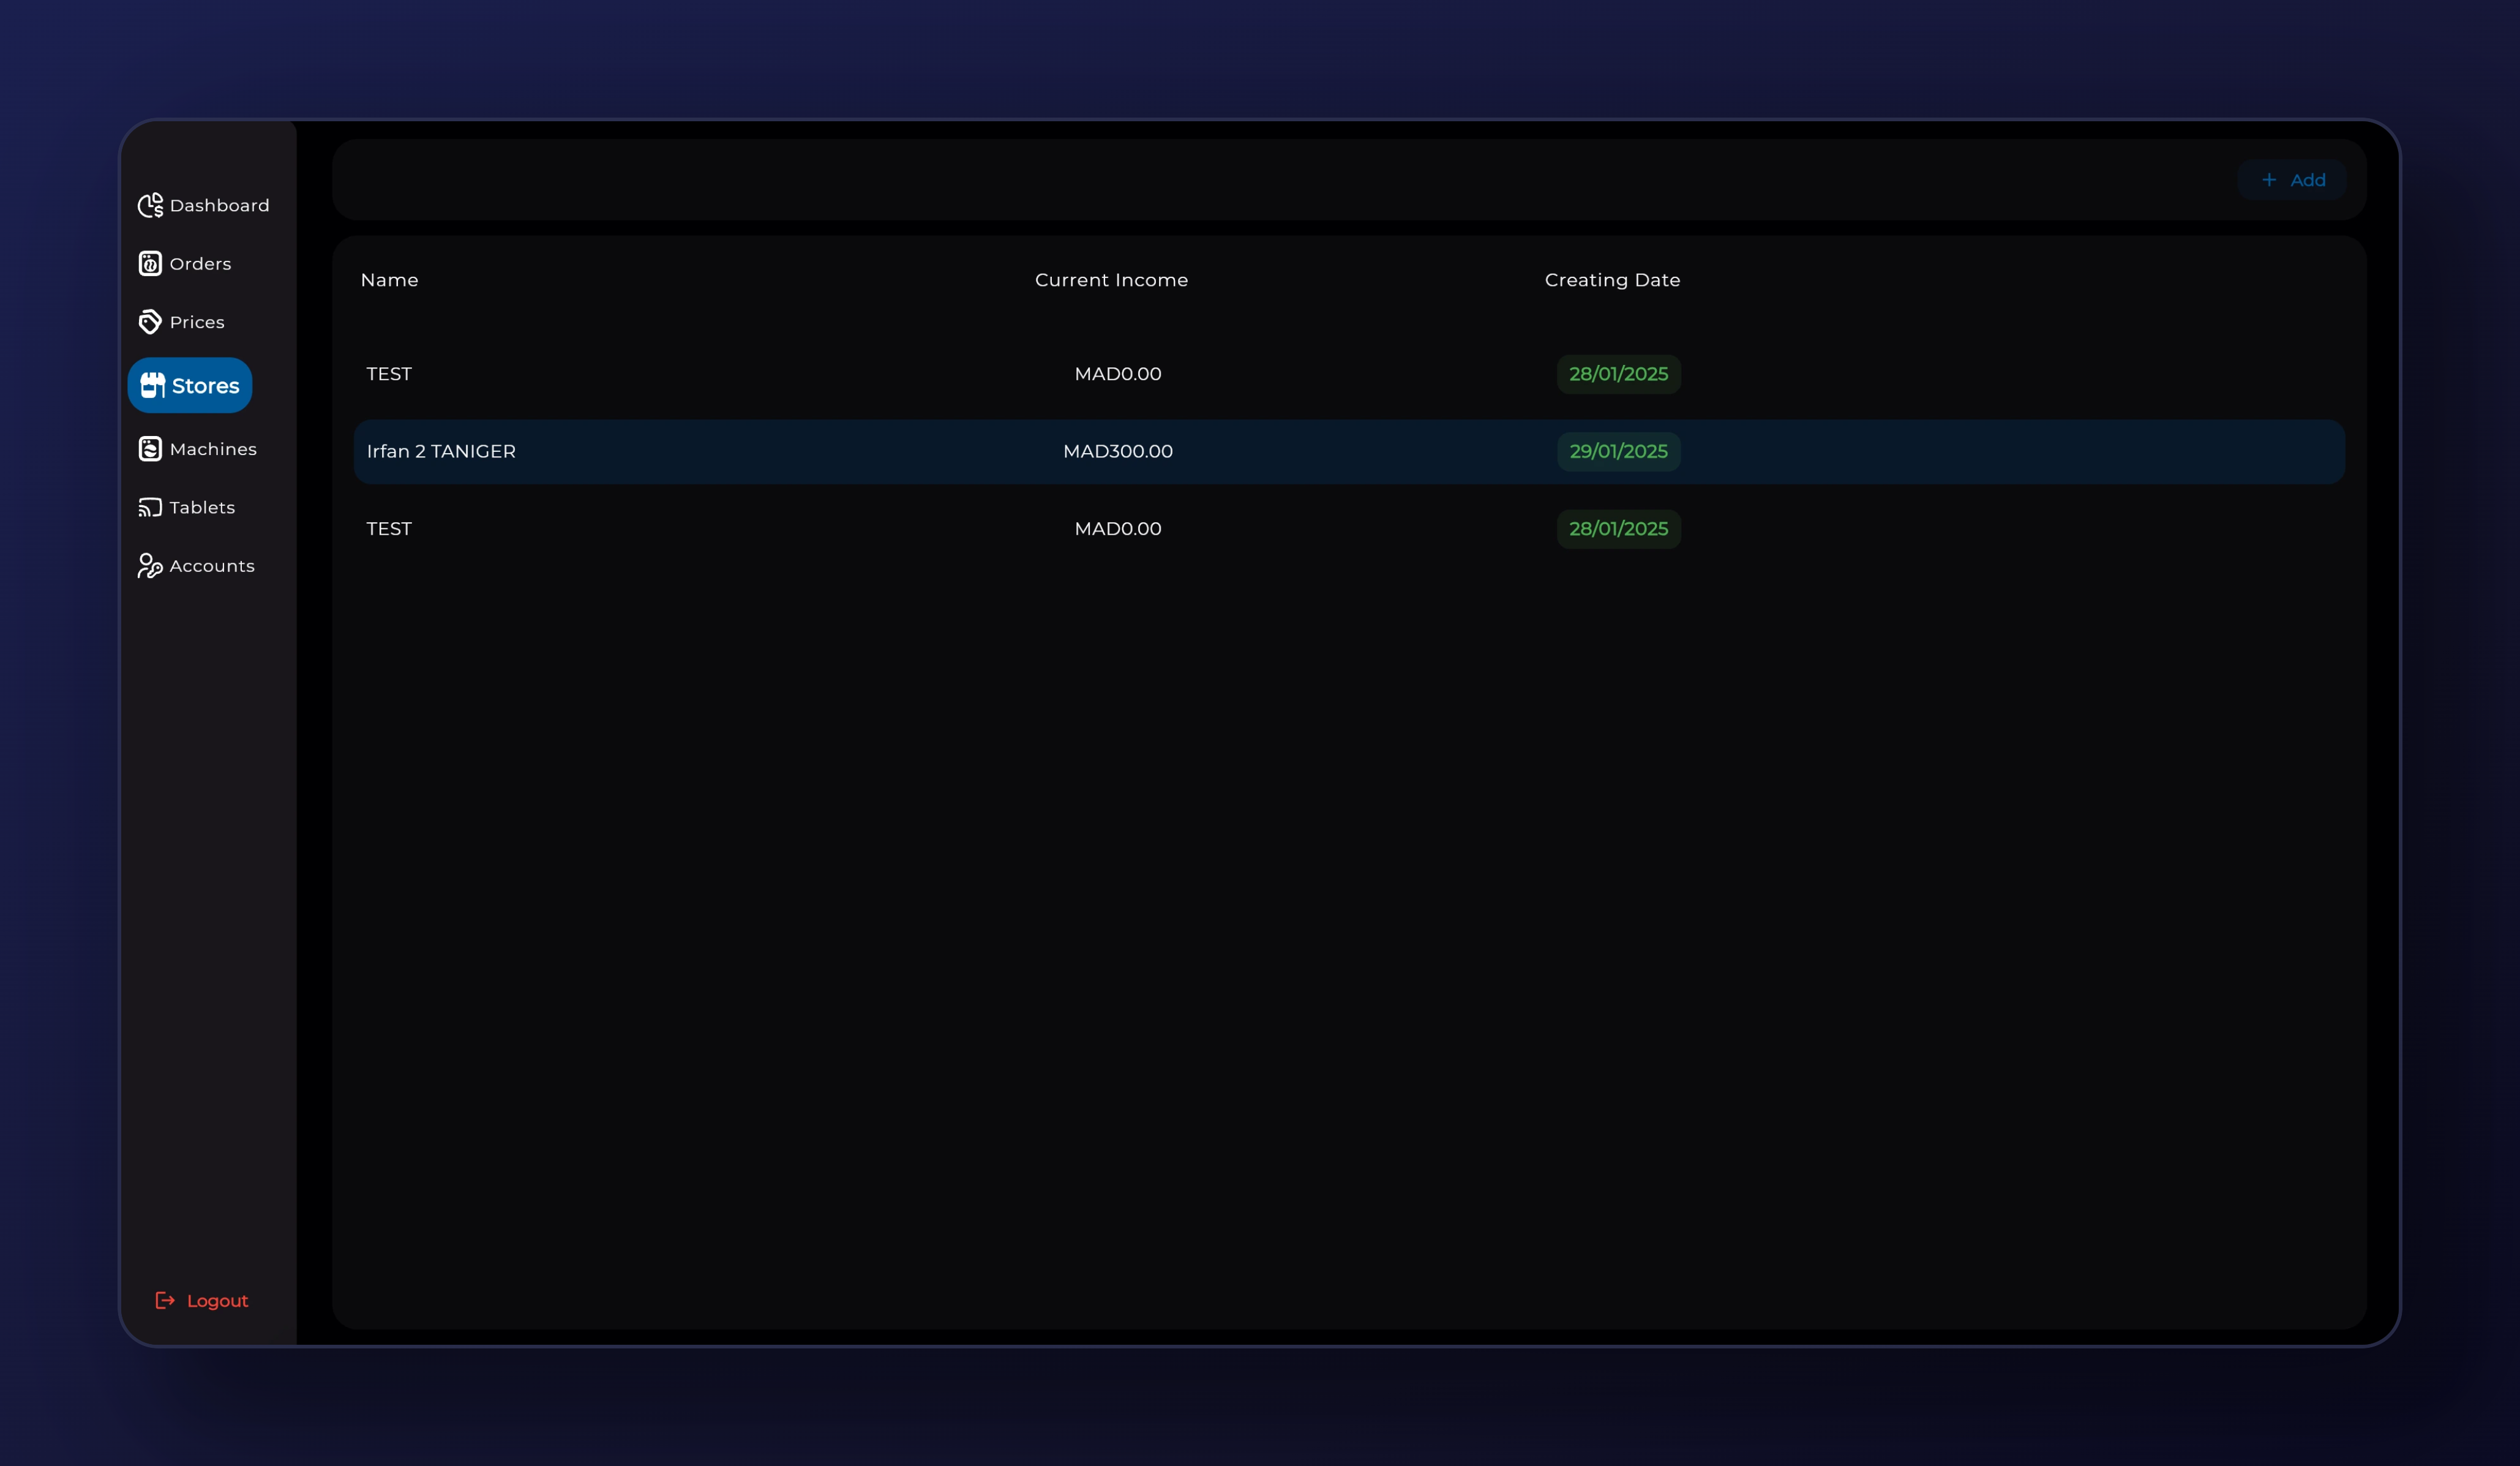 Dashboard
Orders
Prices
Stores
Machines
Tablets
Accounts
Logout
+ Add
Name Current Income Creating Date
TEST MAD0.00 28/01/2025
Irfan 2 TANIGER MAD300.00 29/01/2025
TEST MAD0.00 28/01/2025